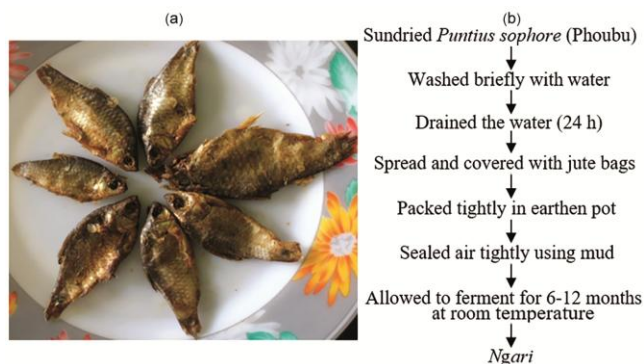 (a)
(b)
Sundried Puntius sophore (Phoubu)
Washed briefly with water
Drained the water (24 h)
Spread and covered with jute bags
Packed tightly in earthen pot
Sealed air tightly using mud
Allowed to ferment for 6-12 months
at room temperature
Ngari